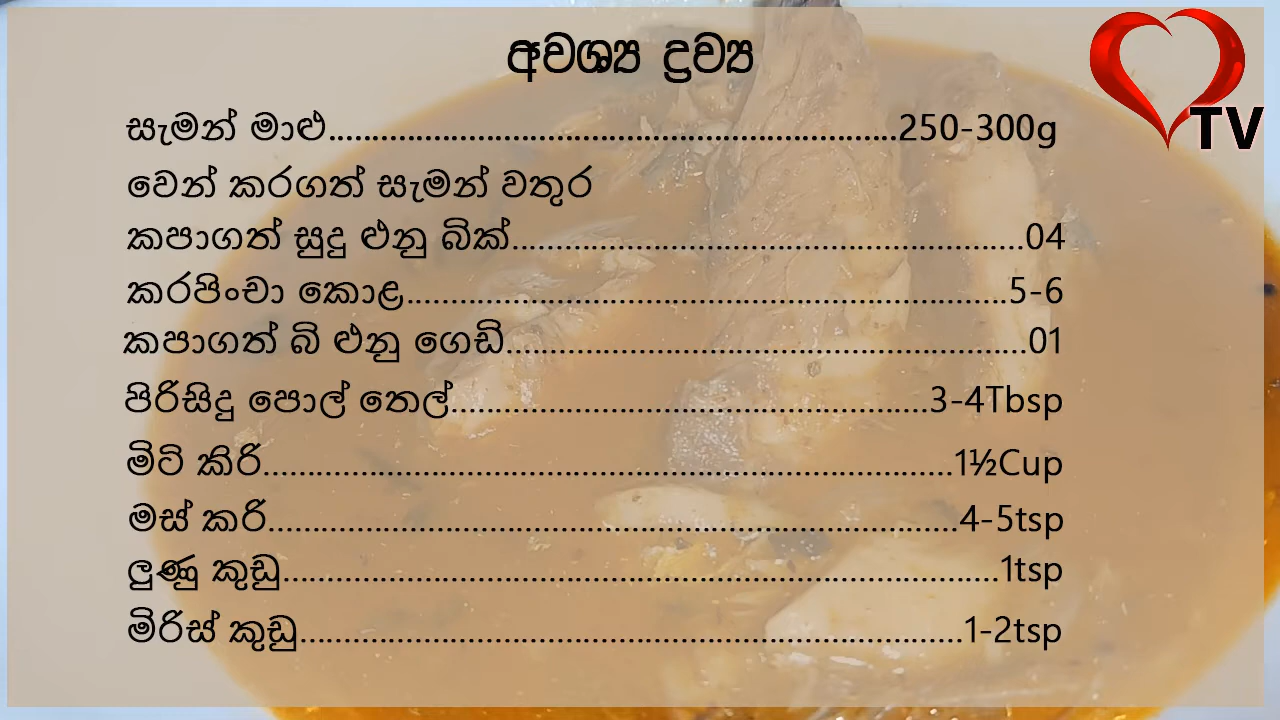 අවශ්‍ය ද්‍රව්‍ය
TV
සැමන් මාළු................................................................250-300g
වෙන් කරගත් සැමන් වතුර
කපාගත් සුදු ළුනු බික්..........................................................04
කරපිංචා කොළ....................................................................5-6
කපාගත් බි ළුනු ගෙඩි...........................................................01
පිරිසිදු පොල් තෙල්......................................................3-4Tbsp
මිටි කිරි..............................................................................1½Cup
මස් කරි..............................................................................4-5tsp
ලුණු කුඩු.................................................................................1tsp
මිරිස් කුඩු...........................................................................1-2tsp